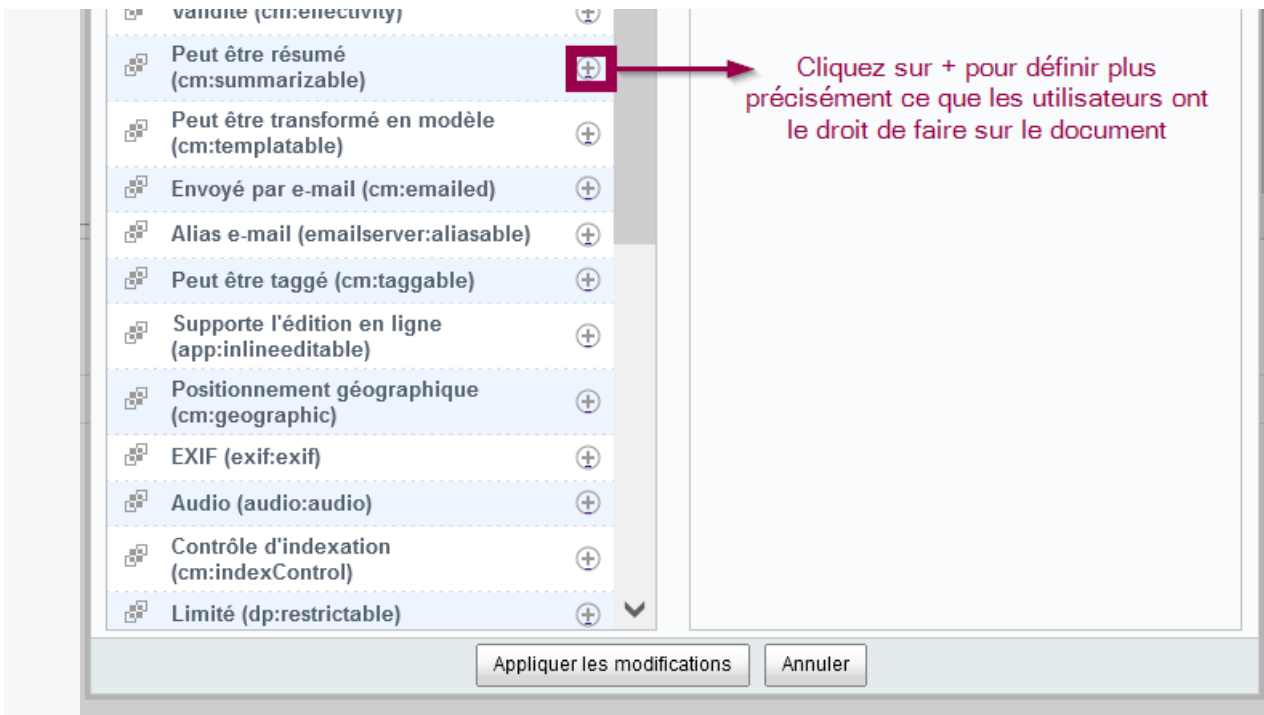 Validité (cm:effectivity)
Peut être résumé
(cm:summarizable)
Peut être transformé en modèle
(cm:templatable)
Envoyé par e-mail (cm:emailed)
Alias e-mail (emailserver:aliasable)
Peut être taggé (cm:taggable)
Supporte l'édition en ligne
(app:inlineeditable)
Positionnement géographique
(cm:geographic)
EXIF (exif:exif)
Audio (audio:audio)
Contrôle d'indexation
(cm:indexControl)
Limité (dp:restrictable)
Cliquez sur + pour définir plus
précisément ce que les utilisateurs ont
le droit de faire sur le document
Appliquer les modifications
Annuler